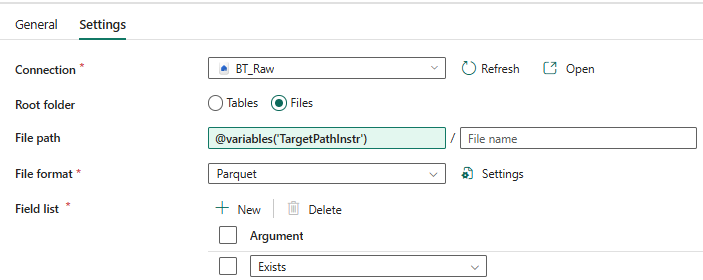 General Settings
Connection * BT_Raw Refresh Open
Root folder Tables Files
File path @variables('TargetPathInstr') / File name
File format * Parquet Settings
Field list * + New Delete
Argument
Exists